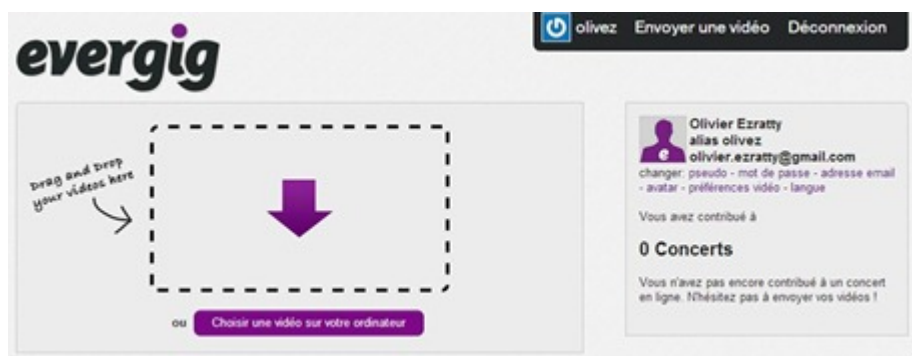 evergig
olivez Envoyer une vidéo Déconnexion
Drag and Drop
your videos here
ou Choisir une vidéo sur votre ordinateur
Olivier Ezratty
alias olivez
olivier.ezratty@gmail.com
changer: pseudo - mot de passe - adresse email
- avatar - préférences vidéo - langue
Vous avez contribué à
0 Concerts
Vous n'avez pas encore contribué à un concert
en ligne. N'hésitez pas à envoyer vos vidéos !